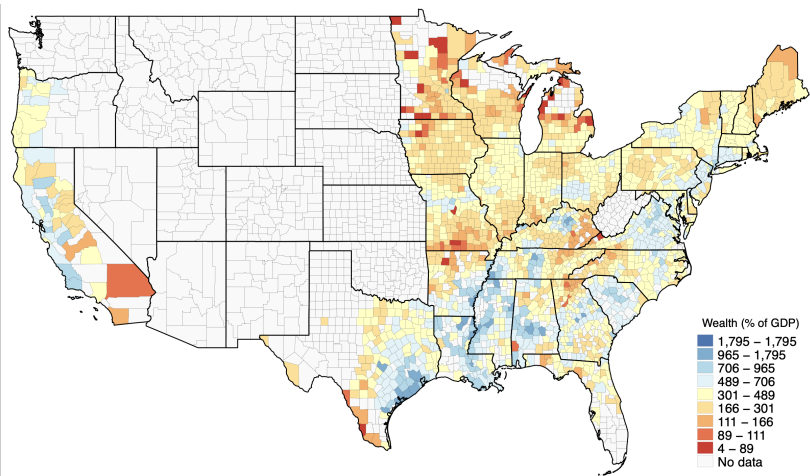 Wealth (% of GDP)
1,795 – 1,795
965 – 1,795
706 – 965
489 – 706
301 – 489
166 – 301
111 – 166
89 – 111
4 – 89
No data